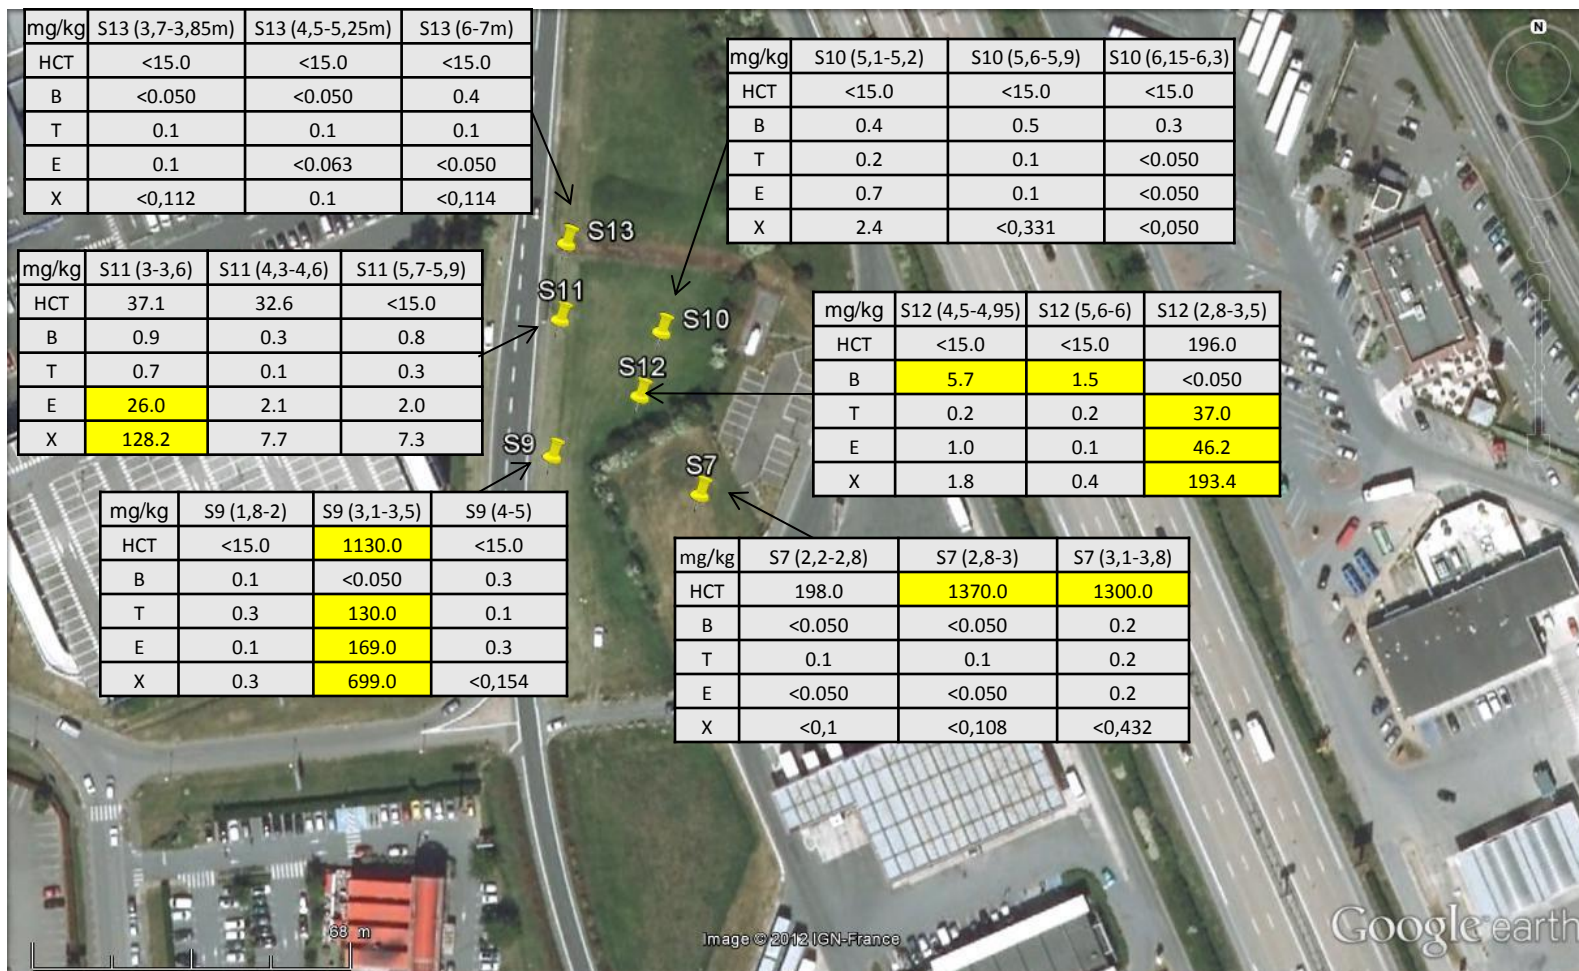 mg/kg S13 (3,7-3,85m) S13 (4,5-5,25m) S13 (6-7m)
HCT <15.0 <15.0 <15.0
B <0.050 <0.050 0.4
T 0.1 0.1 0.1
E 0.1 <0.063 <0.050
X <0,112 0.1 <0,114
mg/kg S10 (5,1-5,2) S10 (5,6-5,9) S10 (6,15-6,3)
HCT <15.0 <15.0 <15.0
B 0.4 0.5 0.3
T 0.2 0.1 <0.050
E 0.7 0.1 <0.050
X 2.4 <0,331 <0,050
N
S13
mg/kg S11 (3-3,6) S11 (4,3-4,6) S11 (5,7-5,9)
HCT 37.1 32.6 <15.0
B 0.9 0.3 0.8
T 0.7 0.1 0.3
E 26.0 2.1 2.0
X 128.2 7.7 7.3
S11
S10
S12
mg/kg S12 (4,5-4,95) S12 (5,6-6) S12 (2,8-3,5)
HCT <15.0 <15.0 196.0
B 5.7 1.5 <0.050
T 0.2 0.2 37.0
E 1.0 0.1 46.2
X 1.8 0.4 193.4
S9
S7
mg/kg S9 (1,8-2) S9 (3,1-3,5) S9 (4-5)
HCT <15.0 1130.0 <15.0
B 0.1 <0.050 0.3
T 0.3 130.0 0.1
E 0.1 169.0 0.3
X 0.3 699.0 <0,154
mg/kg S7 (2,2-2,8) S7 (2,8-3) S7 (3,1-3,8)
HCT 198.0 1370.0 1300.0
B <0.050 <0.050 0.2
T 0.1 0.1 0.2
E <0.050 <0.050 0.2
X <0,1 <0,108 <0,432
68 m
Image © 2012 IGN-France
Google earth